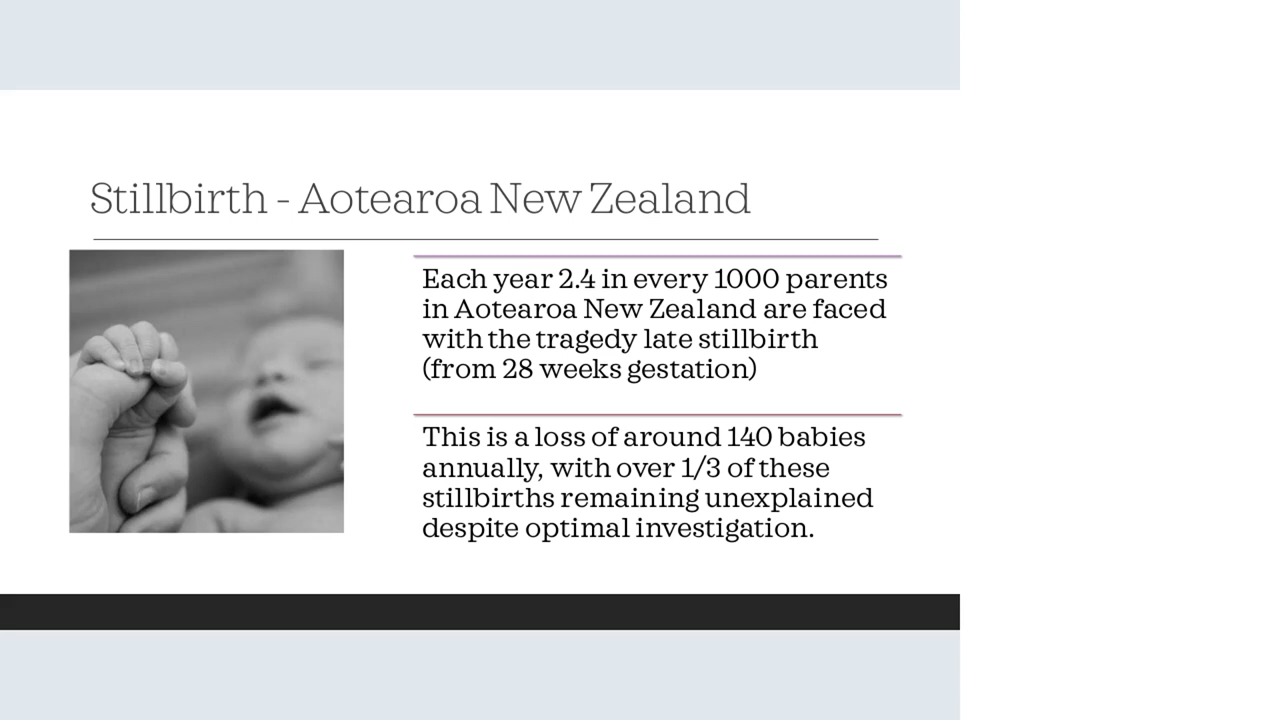 Stillbirth - Aotearoa New Zealand
Each year 2.4 in every 1000 parents
in Aotearoa New Zealand are faced
with the tragedy late stillbirth
(from 28 weeks gestation)
This is a loss of around 140 babies
annually, with over 1/3 of these
stillbirths remaining unexplained
despite optimal investigation.